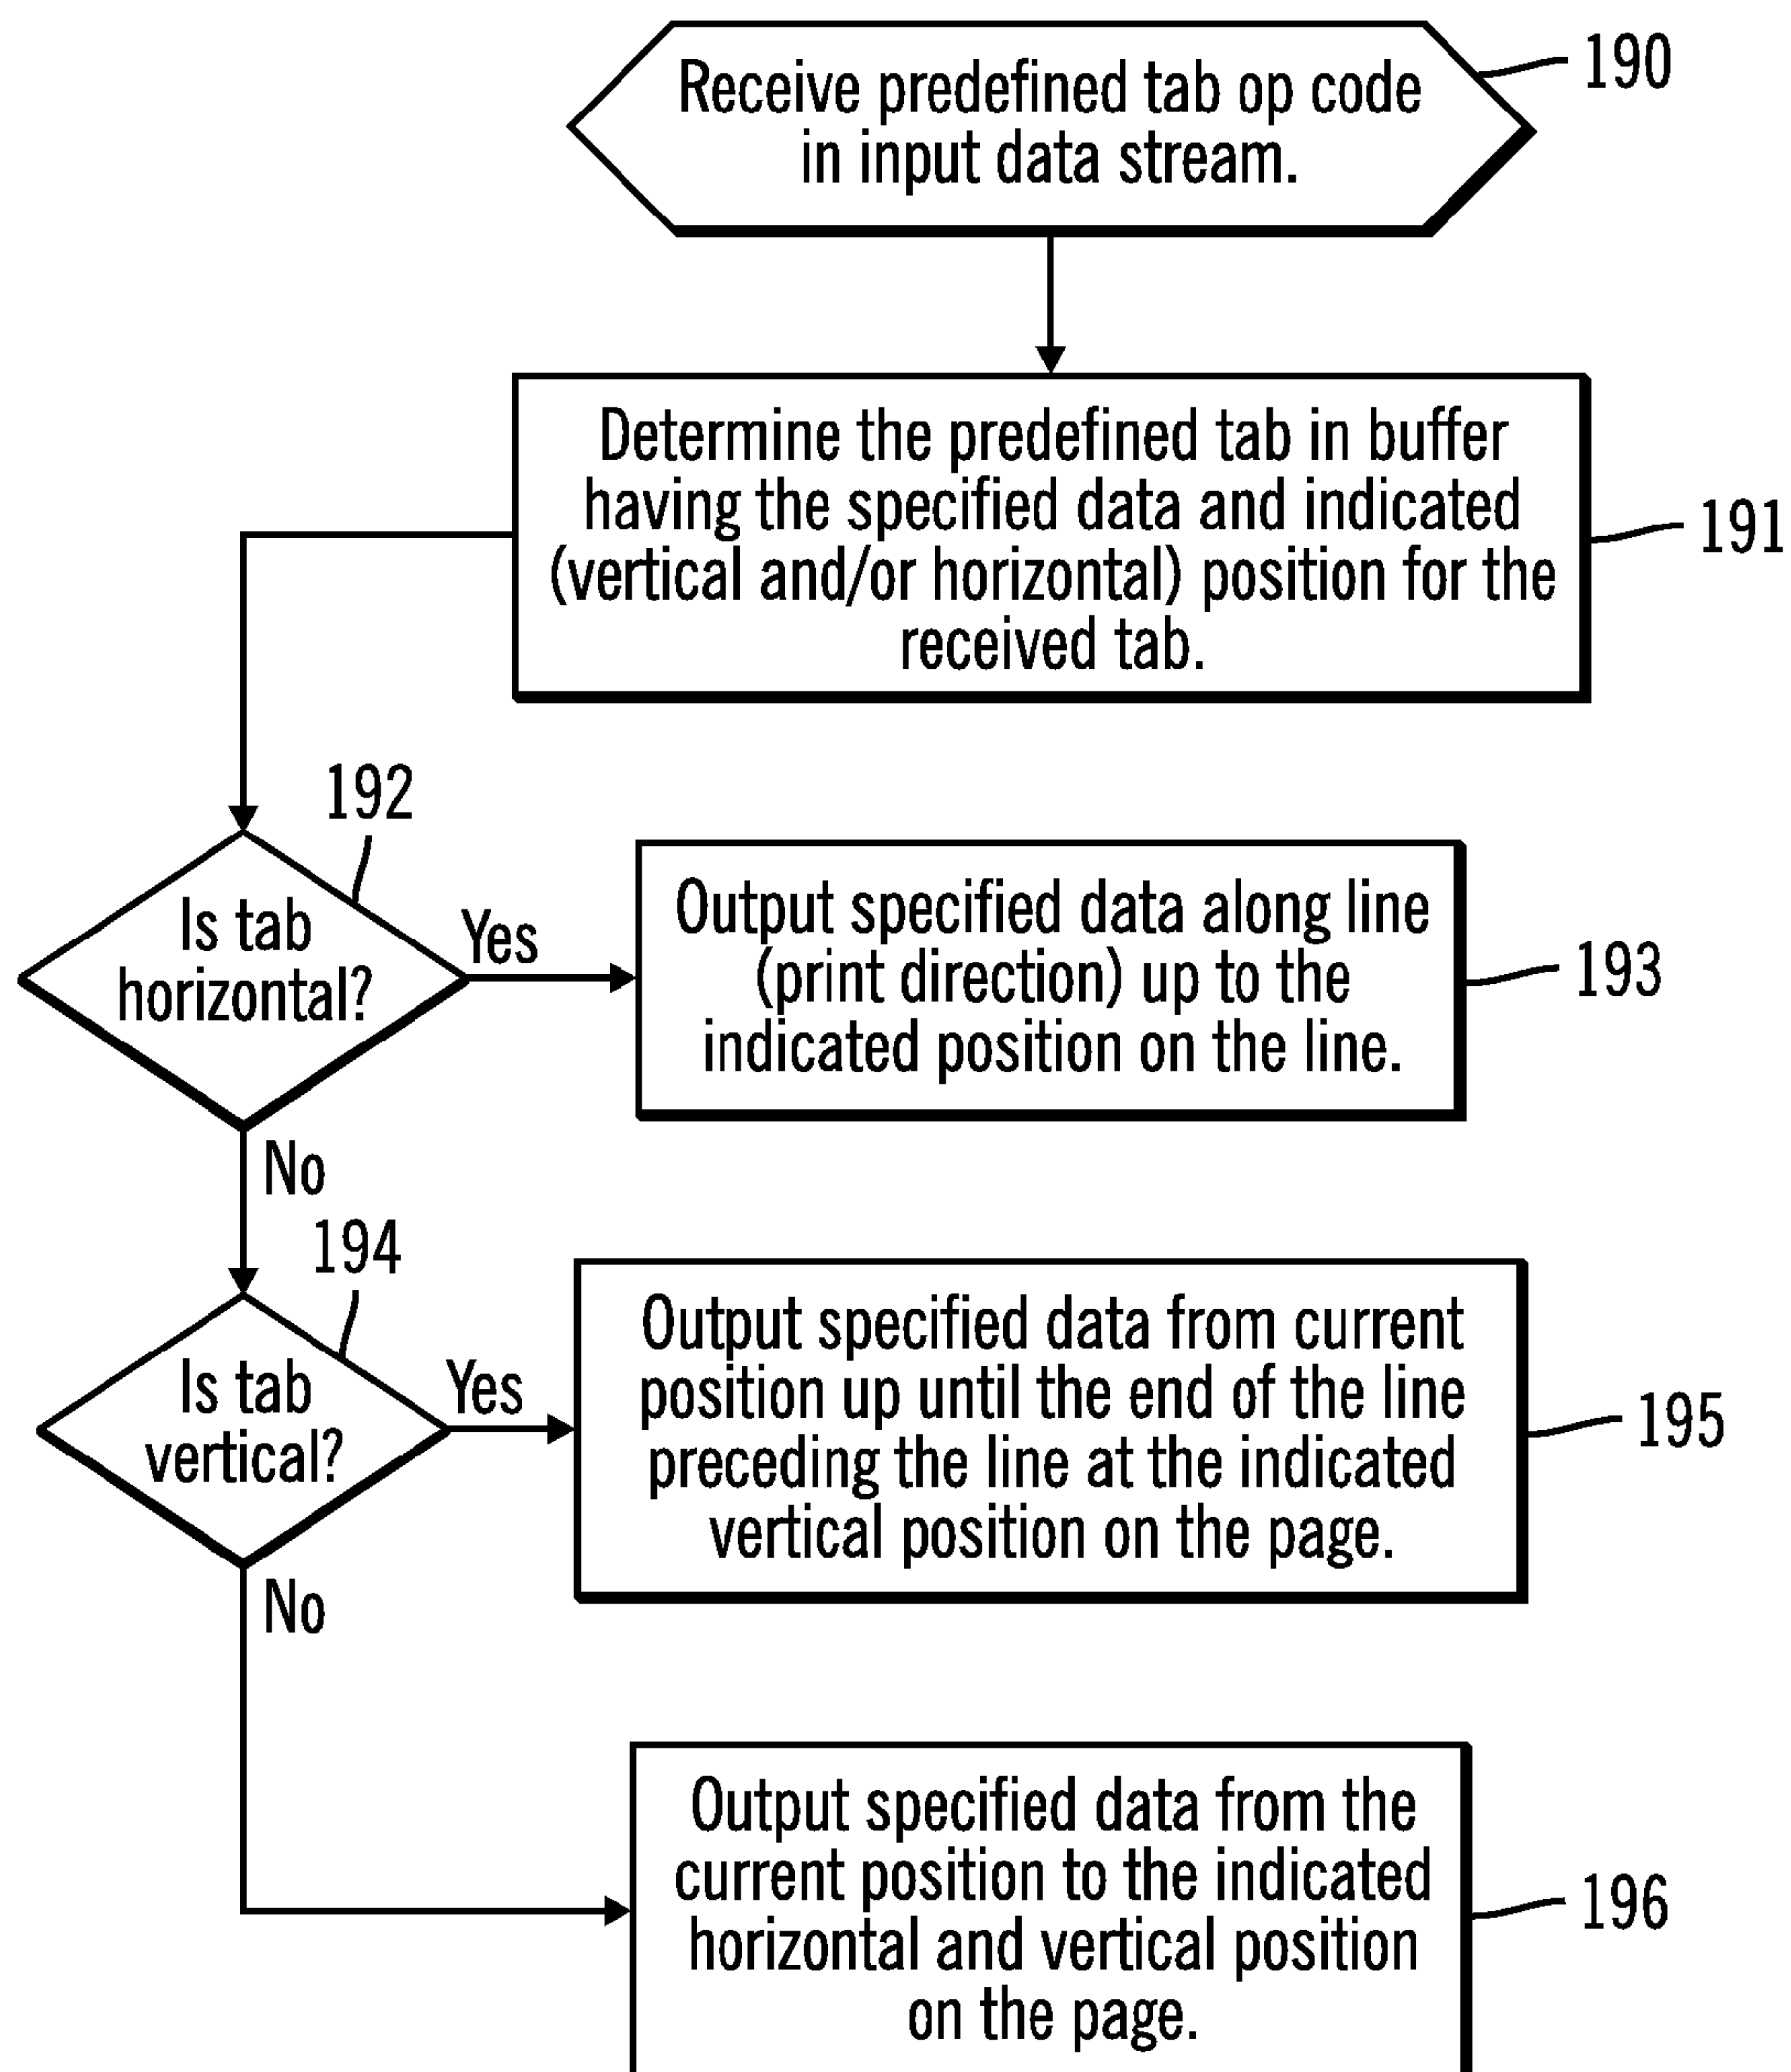 Receive predefined tab op code
in input data stream.
190
Determine the predefined tab in buffer
having the specified data and indicated
(vertical and/or horizontal) position for the
received tab.
191
192
Is tab
horizontal?
Yes
No
Output specified data along line
(print direction) up to the
indicated position on the line.
193
194
Is tab
vertical?
Yes
No
Output specified data from current
position up until the end of the line
preceding the line at the indicated
vertical position on the page.
195
Output specified data from the
current position to the indicated
horizontal and vertical position
on the page.
196